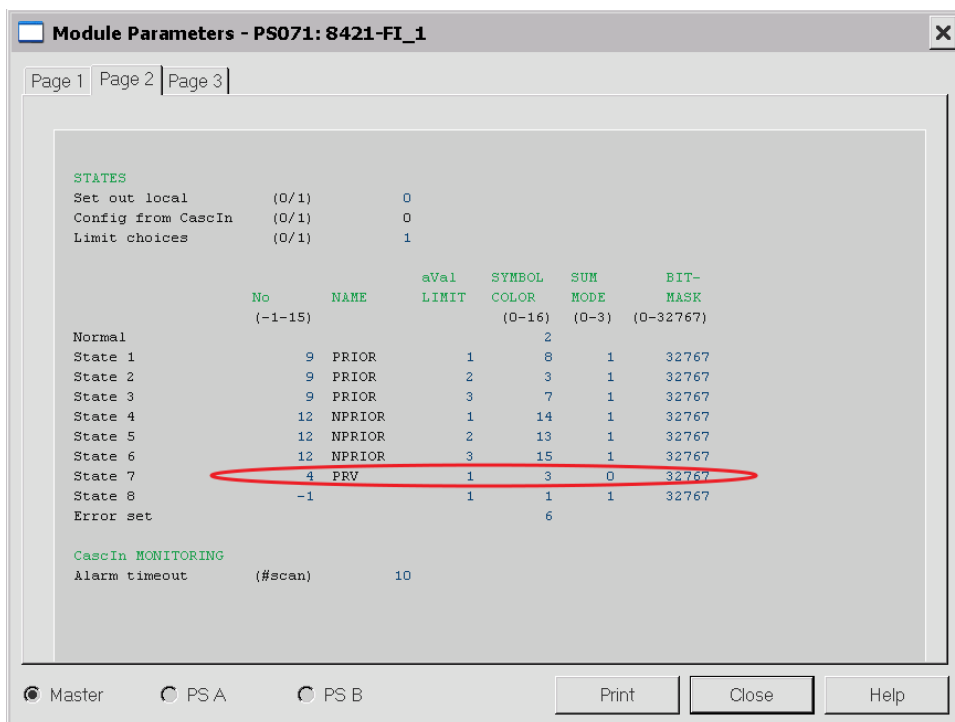 Module Parameters - PS071: 8421-FI_1
Page 1 Page 2 Page 3
STATES
Set out local (0/1) 0
Config from CascIn (0/1) 0
Limit choices (0/1) 1
aVal SYMBOL SUM BIT-
No NAME LIMIT COLOR MODE MASK
(-1-15) (0-16) (0-3) (0-32767)
Normal 2
State 1 9 PRIOR 1 8 1 32767
State 2 9 PRIOR 2 3 1 32767
State 3 9 PRIOR 3 7 1 32767
State 4 12 NPRIOR 1 14 1 32767
State 5 12 NPRIOR 2 13 1 32767
State 6 12 NPRIOR 3 15 1 32767
State 7 4 PRV 1 3 0 32767
State 8 -1 1 1 1 32767
Error set 6
CascIn MONITORING
Alarm timeout (#scan) 10
Master PS A PS B Print Close Help